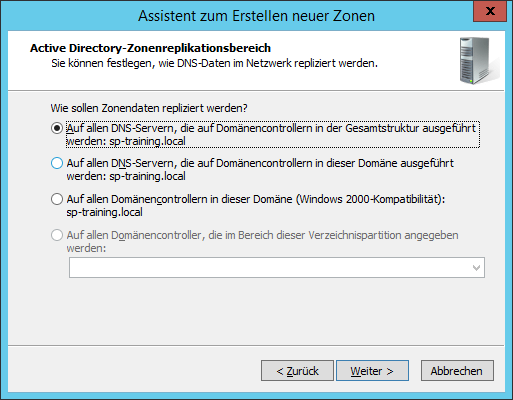 Assistent zum Erstellen neuer Zonen
x
Active Directory-Zonenreplikationsbereich
Sie können festlegen, wie DNS-Daten im Netzwerk repliziert werden.
Wie sollen Zonendaten repliziert werden?
Auf allen DNS-Servern, die auf Domänencontrollern in der Gesamtstruktur ausgeführt
werden: sp-training.local
Auf allen DNS-Servern, die auf Domänencontrollern in dieser Domäne ausgeführt
werden: sp-training.local
Auf allen Domänencontrollern in dieser Domäne (Windows 2000-Kompatibilität):
sp-training.local
Auf allen Domänencontroller, die im Bereich dieser Verzeichnispartition angegeben
werden:
< Zurück Weiter > Abbrechen